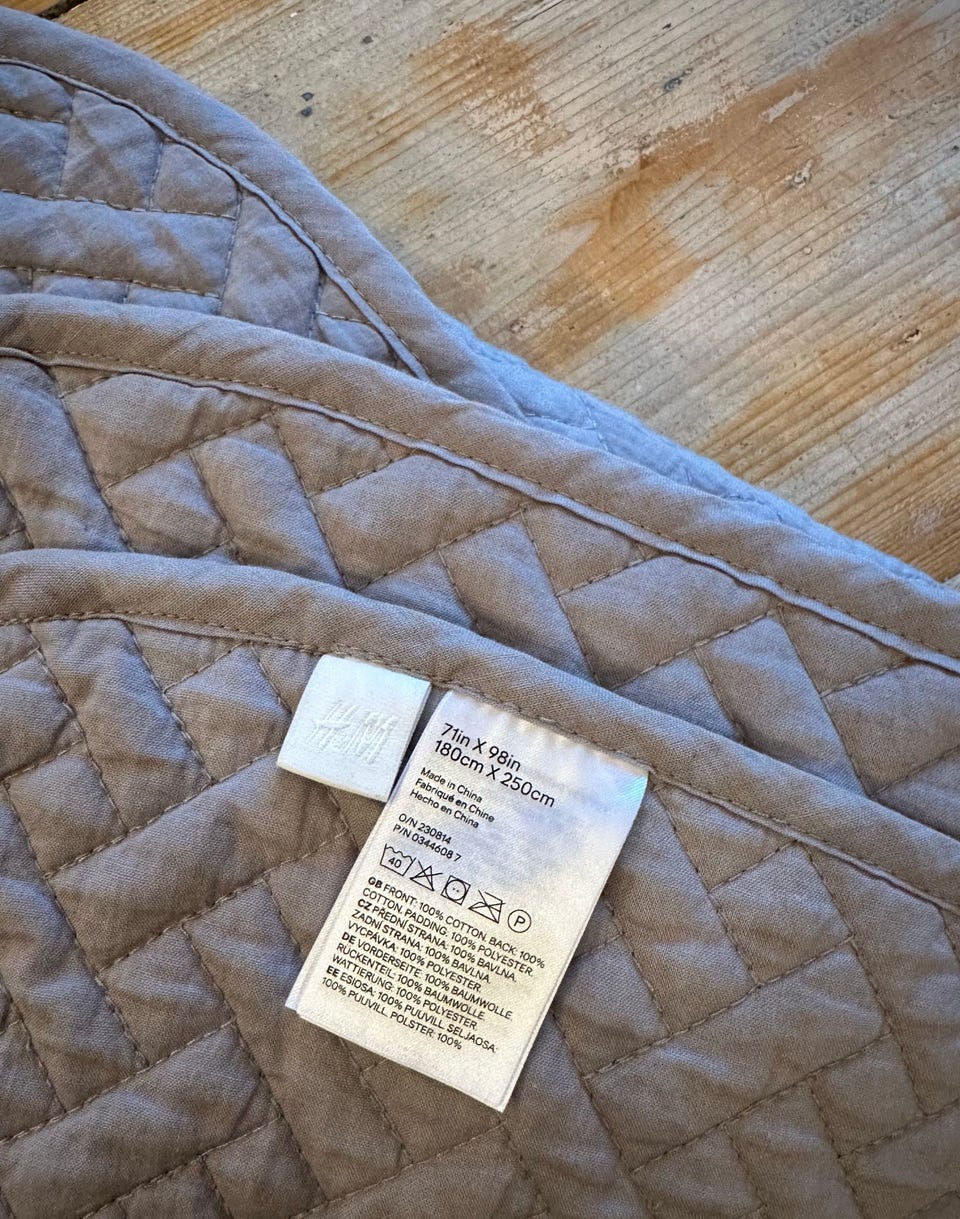 H&M
71in X 98in
180cm X 250cm
Made in China
Fabriqué en Chine
Hecho en China
O/N 230814
P/N 0344608 7
40
P
GB FRONT: 100% COTTON. BACK: 100%
COTTON. PADDING: 100% POLYESTER.
CZ PŘEDNÍ STRANA: 100% BAVLNA.
ZADNÍ STRANA: 100% BAVLNA.
VYCPÁVKA: 100% POLYESTER.
DE VORDERSEITE: 100% BAUMWOLLE.
RÜCKENTEIL: 100% BAUMWOLLE.
WATTIERUNG: 100% POLYESTER.
EE ESIOSA: 100% PUUVILL. SELJAOSA:
100% PUUVILL. POLSTER: 100%